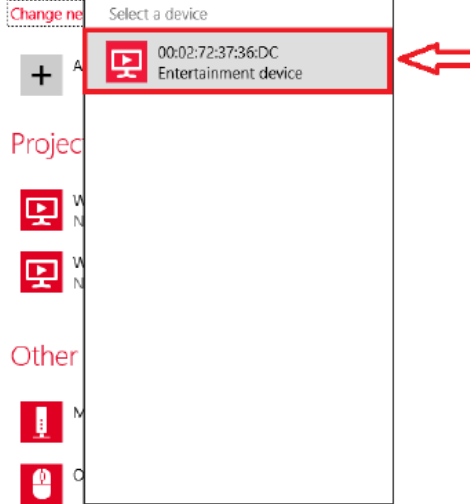 Change ne
Select a device
00:02:72:37:36:DC
Entertainment device
A
Projec
W
N
W
N
Other
M
O